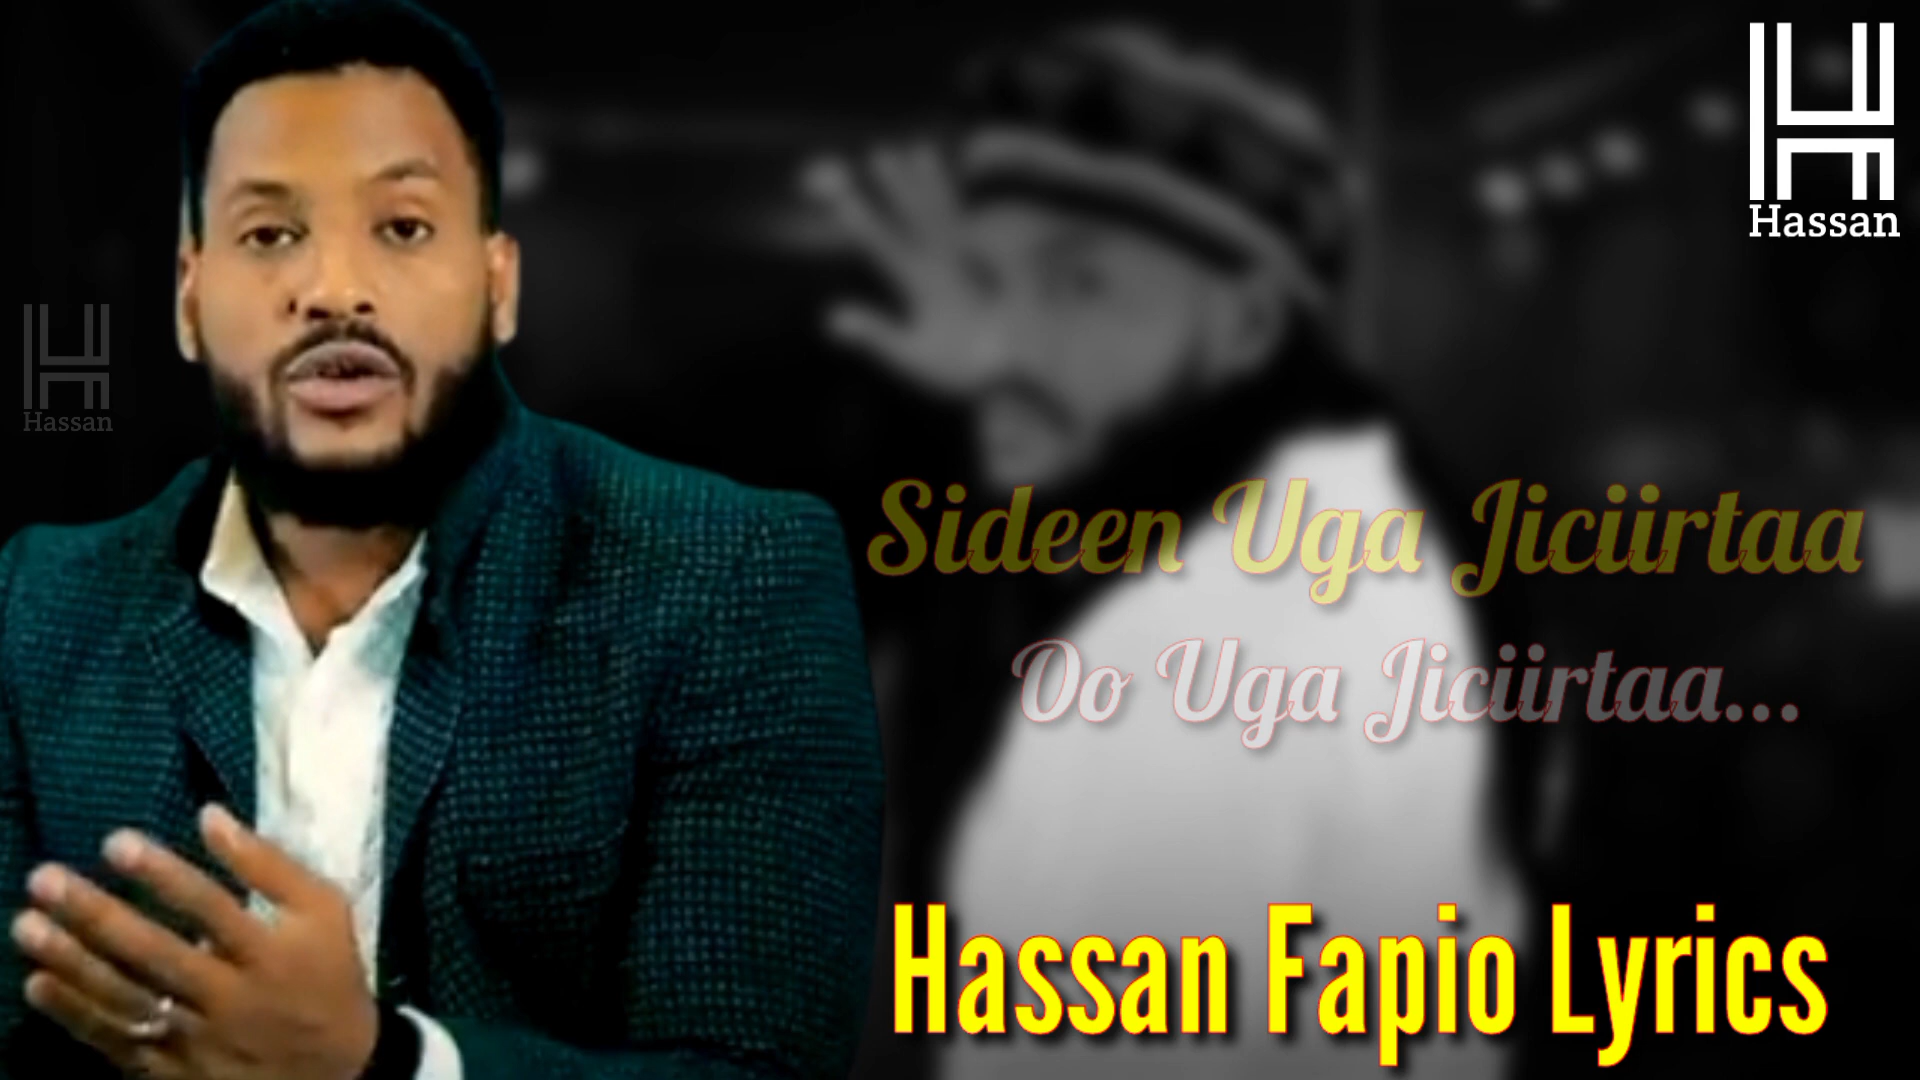 Hassan
Hassan
Sideen Uga Jiciirtaa
Oo Uga Jiciirtaa...
Hassan Fapio Lyrics